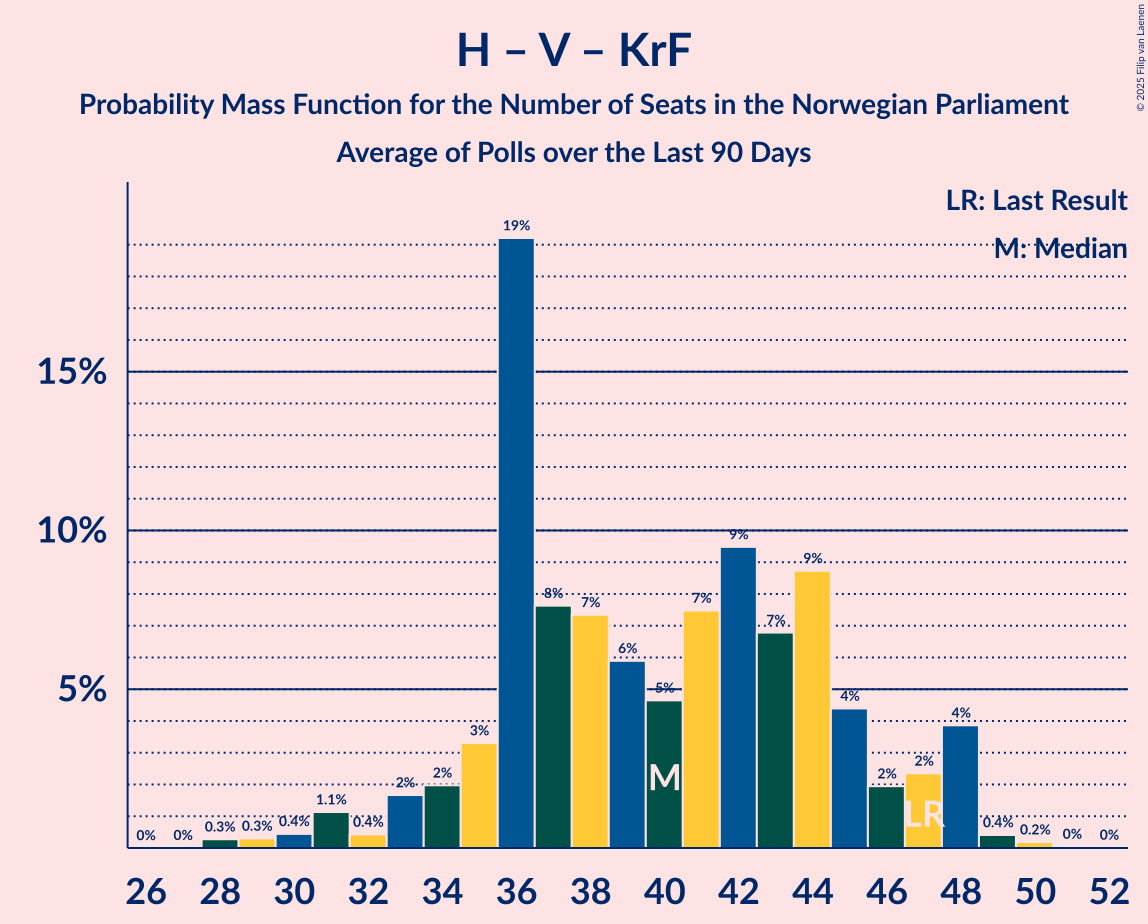 H – V – KrF
Probability Mass Function for the Number of Seats in the Norwegian Parliament
Average of Polls over the Last 90 Days
© 2025 Filip van Laenen
LR: Last Result
M: Median
15%
10%
5%
0% 0% 0.3% 0.3% 0.4% 1.1% 0.4% 2% 2% 3% 19% 8% 7% 6% 5% 7% 9% 7% 9% 4% 2% 2% 4% 0.4% 0.2% 0% 0%
M
LR
26 28 30 32 34 36 38 40 42 44 46 48 50 52